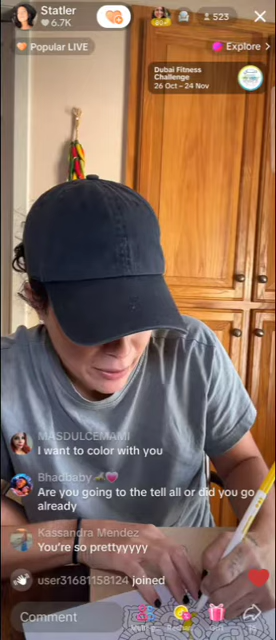 Statler
6.7K
523
Popular LIVE
Explore >
Dubai Fitness
Challenge
26 Oct – 24 Nov
MASDULCEMAMI
I want to color with you
Bhadbaby
Are you going to the tell all or did you go
already
Kassandra Mendez
You're so prettyyyyy
user31681158124 joined
Comment